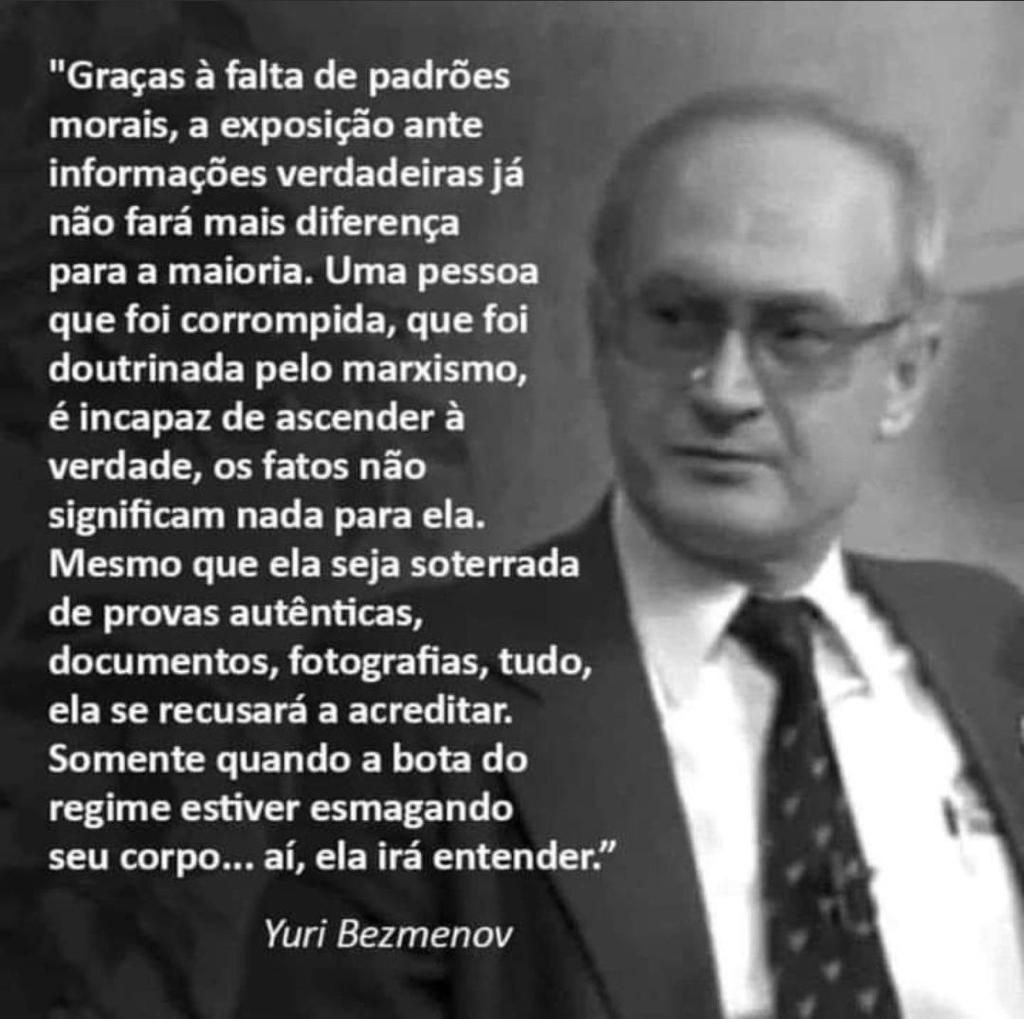 "Graças à falta de padrões
morais, a exposição ante
informações verdadeiras já
não fará mais diferença
para a maioria. Uma pessoa
que foi corrompida, que foi
doutrinada pelo marxismo,
é incapaz de ascender à
verdade, os fatos não
significam nada para ela.
Mesmo que ela seja soterrada
de provas autênticas,
documentos, fotografias, tudo,
ela se recusará a acreditar.
Somente quando a bota do
regime estiver esmagando
seu corpo... aí, ela irá entender.”
Yuri Bezmenov